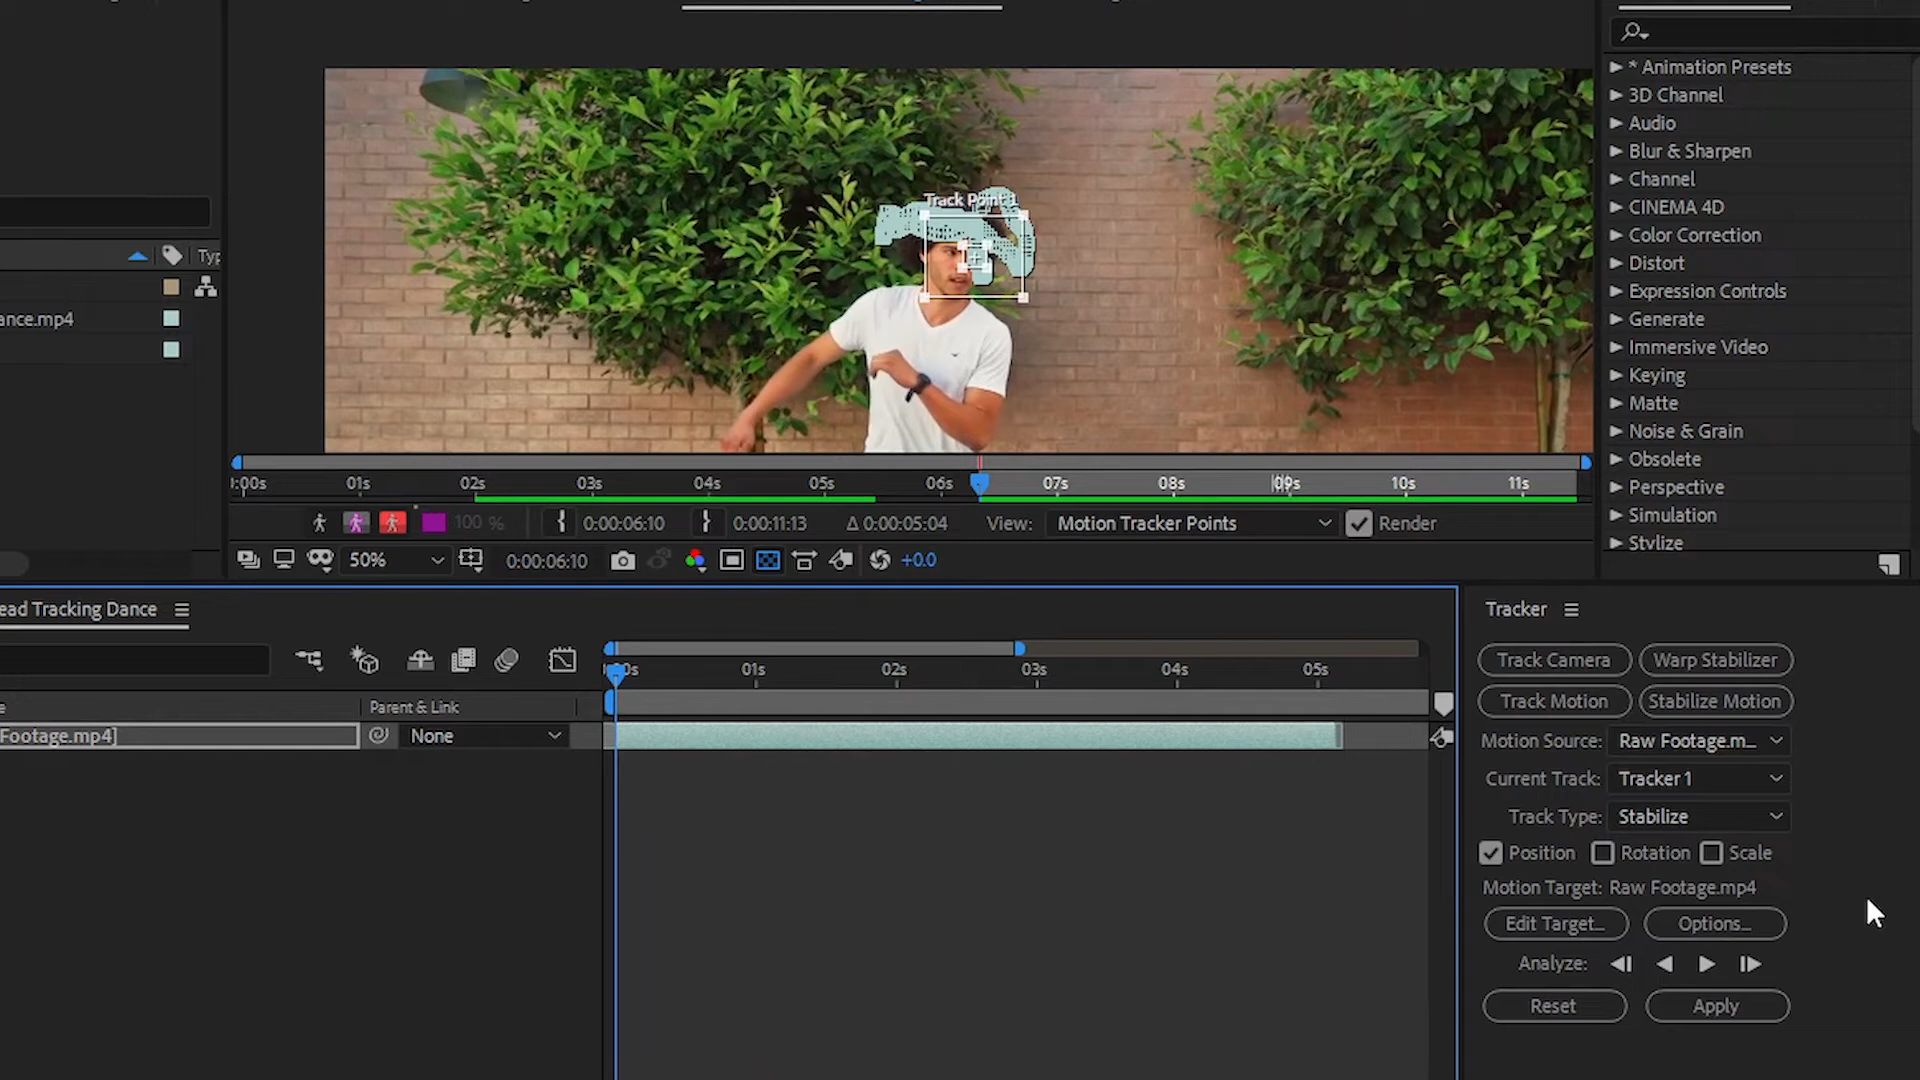 * Animation Presets
3D Channel
Audio
Blur & Sharpen
Channel
CINEMA 4D
Color Correction
Distort
Expression Controls
Generate
Immersive Video
Keying
Matte
Noise & Grain
Obsolete
Perspective
Simulation
Stylize
Typ
ance.mp4
Track Point 1
:00s 01s 02s 03s 04s 05s 06s 07s 08s 09s 10s 11s
100 % { 0:00:06:10 } 0:00:11:13 Δ 0:00:05:04 View: Motion Tracker Points Render
50% 0:00:06:10 +0.0
ead Tracking Dance
01s 02s 03s 04s 05s
e Parent & Link
Footage.mp4] None
Tracker
Track Camera Warp Stabilizer
Track Motion Stabilize Motion
Motion Source: Raw Footage.m...
Current Track: Tracker 1
Track Type: Stabilize
Position Rotation Scale
Motion Target: Raw Footage.mp4
Edit Target... Options...
Analyze:
Reset Apply